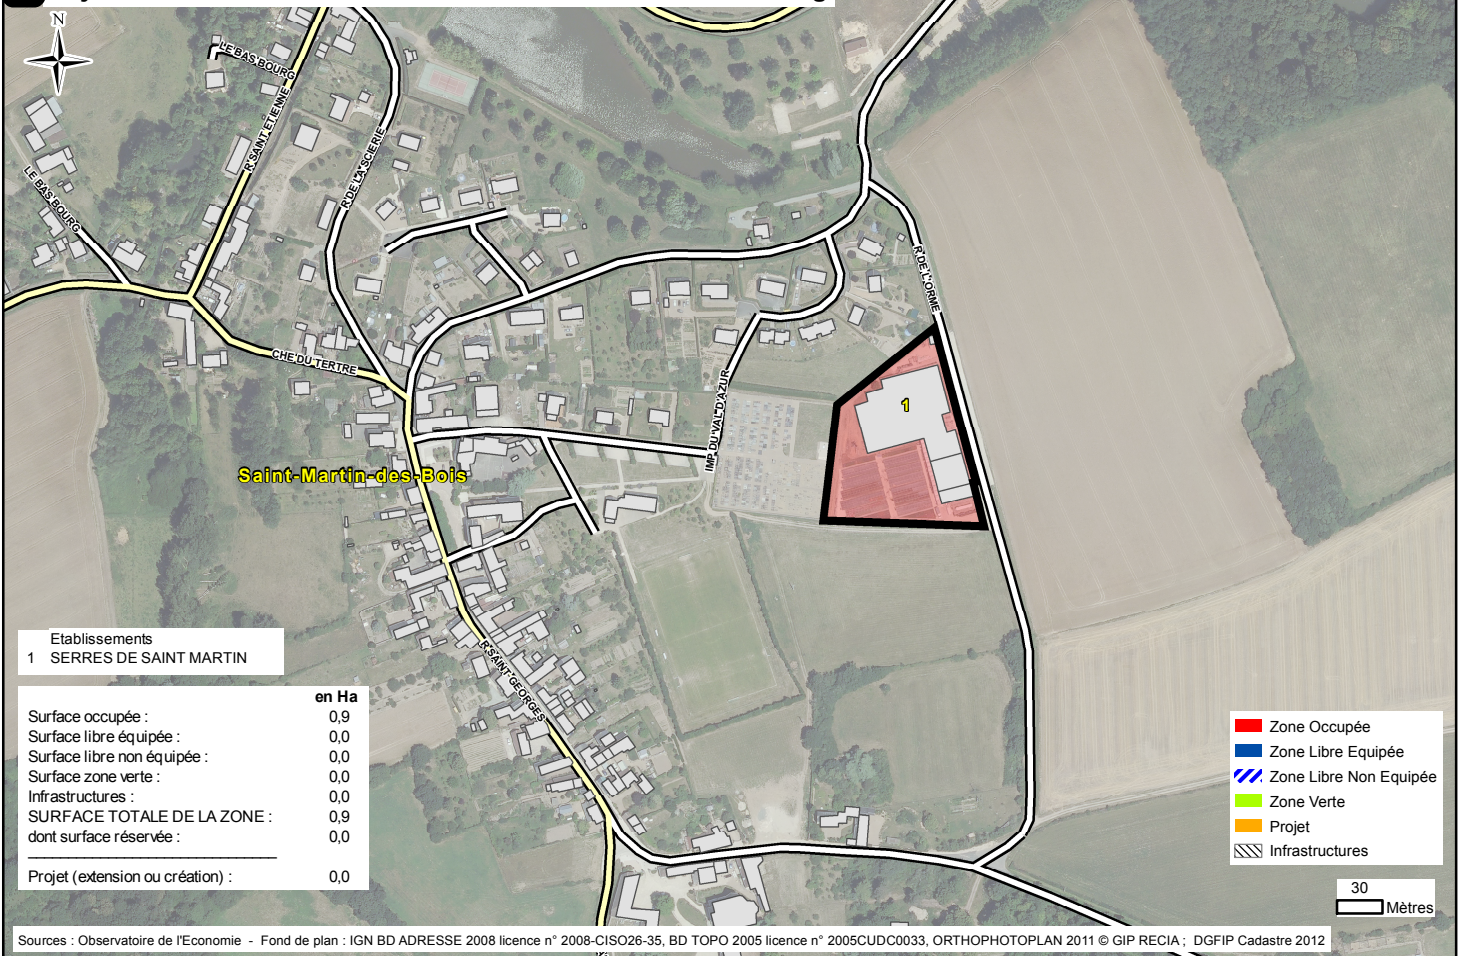 N
LE BAS BOURG
R SAINT ETIENNE
LE BAS BOURG
R DE LA SCIERIE
R DE L'ORME
CHE DU TERTRE
IMP DU VAL D'AZUR
1
Saint-Martin-des-Bois
R SAINT-GEORGES
Etablissements
1 SERRES DE SAINT MARTIN
en Ha
Surface occupée : 0,9
Surface libre équipée : 0,0
Surface libre non équipée : 0,0
Surface zone verte : 0,0
Infrastructures : 0,0
SURFACE TOTALE DE LA ZONE : 0,9
dont surface réservée : 0,0
Projet (extension ou création) : 0,0
Zone Occupée
Zone Libre Equipée
Zone Libre Non Equipée
Zone Verte
Projet
Infrastructures
30
Mètres
Sources : Observatoire de l'Economie - Fond de plan : IGN BD ADRESSE 2008 licence n° 2008-CISO26-35, BD TOPO 2005 licence n° 2005CUDC0033, ORTHOPHOTOPLAN 2011 © GIP RECIA ; DGFIP Cadastre 2012